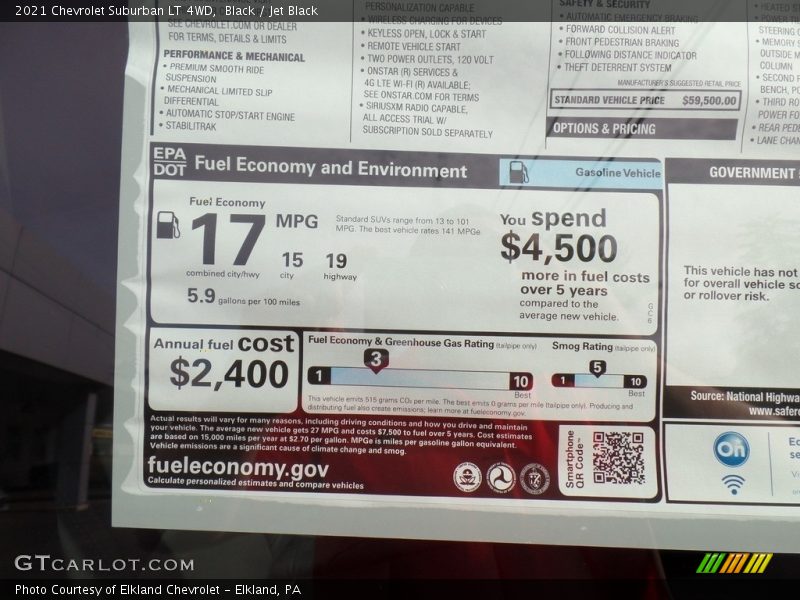 2021 Chevrolet Suburban LT 4WD, Black / Jet Black
SEE CHEVROLET.COM OR DEALER
FOR TERMS, DETAILS & LIMITS
PERFORMANCE & MECHANICAL
• PREMIUM SMOOTH RIDE
SUSPENSION
• MECHANICAL LIMITED SLIP
DIFFERENTIAL
• AUTOMATIC STOP/START ENGINE
• STABILITRAK
PERSONALIZATION CAPABLE
• WIRELESS CHARGING FOR DEVICES
• KEYLESS OPEN, LOCK & START
• REMOTE VEHICLE START
• TWO POWER OUTLETS, 120 VOLT
• ONSTAR (R) SERVICES &
4G LTE WI-FI (R) AVAILABLE;
SEE ONSTAR.COM FOR TERMS
• SIRIUSXM RADIO CAPABLE,
ALL ACCESS TRIAL W/
SUBSCRIPTION SOLD SEPARATELY
SAFETY & SECURITY
• AUTOMATIC EMERGENCY BRAKING
• FORWARD COLLISION ALERT
• FRONT PEDESTRIAN BRAKING
• FOLLOWING DISTANCE INDICATOR
• THEFT DETERRENT SYSTEM
MANUFACTURER'S SUGGESTED RETAIL PRICE
STANDARD VEHICLE PRICE $59,500.00
OPTIONS & PRICING
• HEATED S
• POWER
STEERING
• MEMORY S
OUTSIDE M
COLUMN
• SECOND R
BENCH, PO
• THIRD RO
POWER FO
• REAR PEDE
• LANE CHAN
EPA
DOT
Fuel Economy and Environment
Gasoline Vehicle
Fuel Economy
17 MPG
combined city/hwy
15
city
19
highway
Standard SUVs range from 13 to 101
MPG. The best vehicle rates 141 MPGe
5.9 gallons per 100 miles
You spend
$4,500
more in fuel costs
over 5 years
compared to the
average new vehicle.
GC6
Annual fuel cost
$2,400
Fuel Economy & Greenhouse Gas Rating (tailpipe only)
3
1 10
Best
Smog Rating (tailpipe only)
5
1 10
Best
This vehicle emits 515 grams CO2 per mile. The best emits 0 grams per mile (tailpipe only). Producing and
distributing fuel also create emissions; learn more at fueleconomy.gov.
Actual results will vary for many reasons, including driving conditions and how you drive and maintain
your vehicle. The average new vehicle gets 27 MPG and costs $7,500 to fuel over 5 years. Cost estimates
are based on 15,000 miles per year at $2.70 per gallon. MPGe is miles per gasoline gallon equivalent.
Vehicle emissions are a significant cause of climate change and smog.
fueleconomy.gov
Calculate personalized estimates and compare vehicles
Smartphone
QR Code™
GOVERNMENT
This vehicle has not
for overall vehicle sc
or rollover risk.
Source: National Highwa
www.safer
On
GTCARLOT.COM
Photo Courtesy of Elkland Chevrolet - Elkland, PA